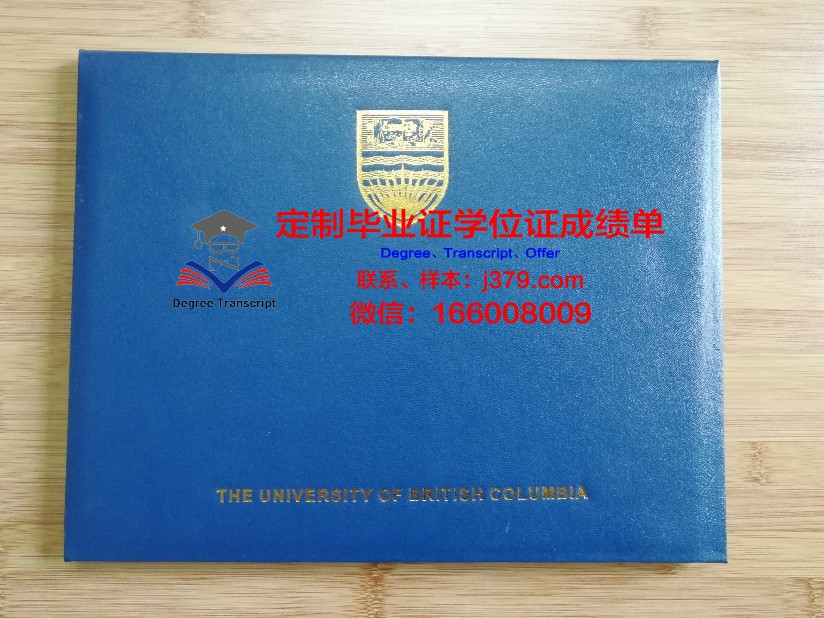 定制毕业证学位证成绩单
Degree、Transcript、Offer
联系、样本：j379.com
微信：166008009
Degree Transcript
THE UNIVERSITY OF BRITISH COLUMBIA